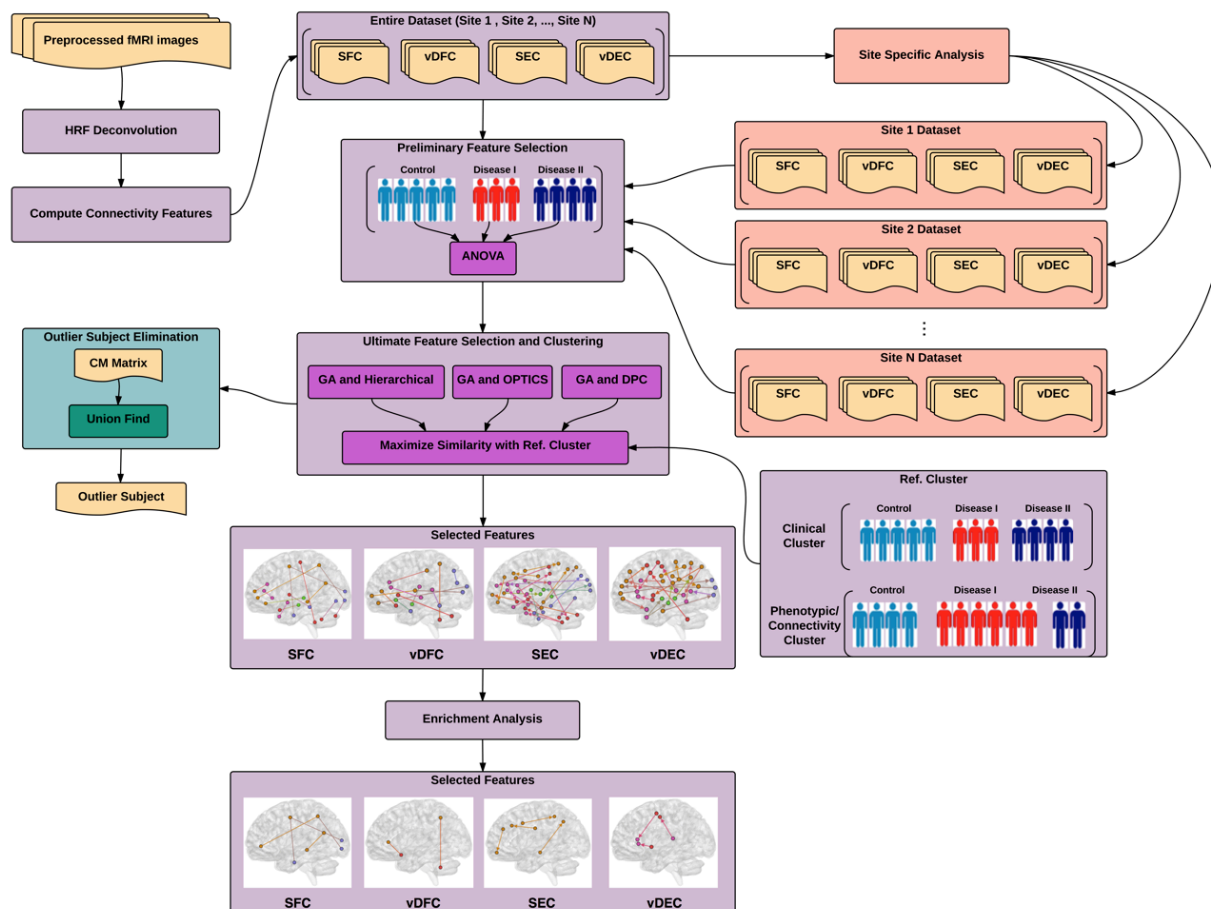 Preprocessed fMRI images
HRF Deconvolution
Compute Connectivity Features
Entire Dataset (Site 1 , Site 2, ..., Site N)
SFC
vDFC
SEC
vDEC
Site Specific Analysis
Preliminary Feature Selection
Control
Disease I
Disease II
ANOVA
Site 1 Dataset
SFC
vDFC
SEC
vDEC
Site 2 Dataset
SFC
vDFC
SEC
vDEC
...
Site N Dataset
SFC
vDFC
SEC
vDEC
Outlier Subject Elimination
CM Matrix
Union Find
Outlier Subject
Ultimate Feature Selection and Clustering
GA and Hierarchical
GA and OPTICS
GA and DPC
Maximize Similarity with Ref. Cluster
Ref. Cluster
Control
Disease I
Disease II
Clinical
Cluster
Control
Disease I
Disease II
Phenotypic/
Connectivity
Cluster
Selected Features
SFC
vDFC
SEC
vDEC
Enrichment Analysis
Selected Features
SFC
vDFC
SEC
vDEC